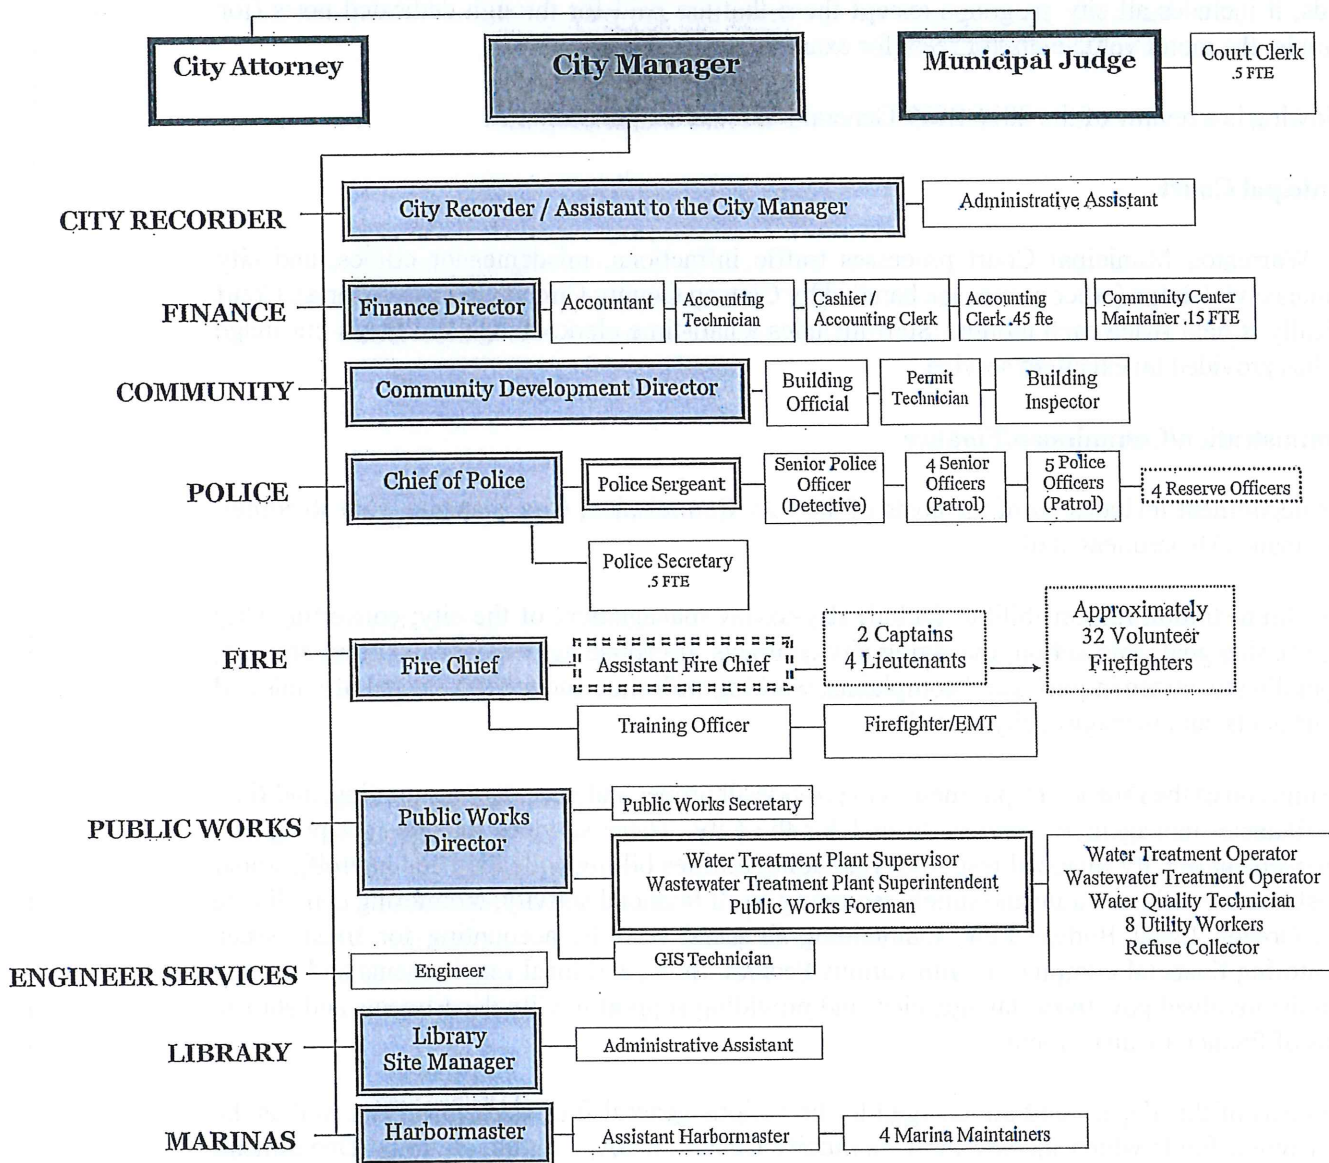 City Attorney
City Manager
Municipal Judge
Court Clerk
.5 FTE
CITY RECORDER
City Recorder / Assistant to the City Manager
Administrative Assistant
FINANCE
Finance Director
Accountant
Accounting
Technician
Cashier /
Accounting Clerk
Accounting
Clerk .45 fte
Community Center
Maintainer .15 FTE
COMMUNITY
Community Development Director
Building
Official
Permit
Technician
Building
Inspector
POLICE
Chief of Police
Police Sergeant
Senior Police
Officer
(Detective)
4 Senior
Officers
(Patrol)
5 Police
Officers
(Patrol)
4 Reserve Officers
Police Secretary
.5 FTE
FIRE
Fire Chief
Assistant Fire Chief
2 Captains
4 Lieutenants
Approximately
32 Volunteer
Firefighters
Training Officer
Firefighter/EMT
PUBLIC WORKS
Public Works
Director
Public Works Secretary
Water Treatment Plant Supervisor
Wastewater Treatment Plant Superintendent
Public Works Foreman
Water Treatment Operator
Wastewater Treatment Operator
Water Quality Technician
8 Utility Workers
Refuse Collector
GIS Technician
ENGINEER SERVICES
Engineer
LIBRARY
Library
Site Manager
Administrative Assistant
MARINAS
Harbormaster
Assistant Harbormaster
4 Marina Maintainers